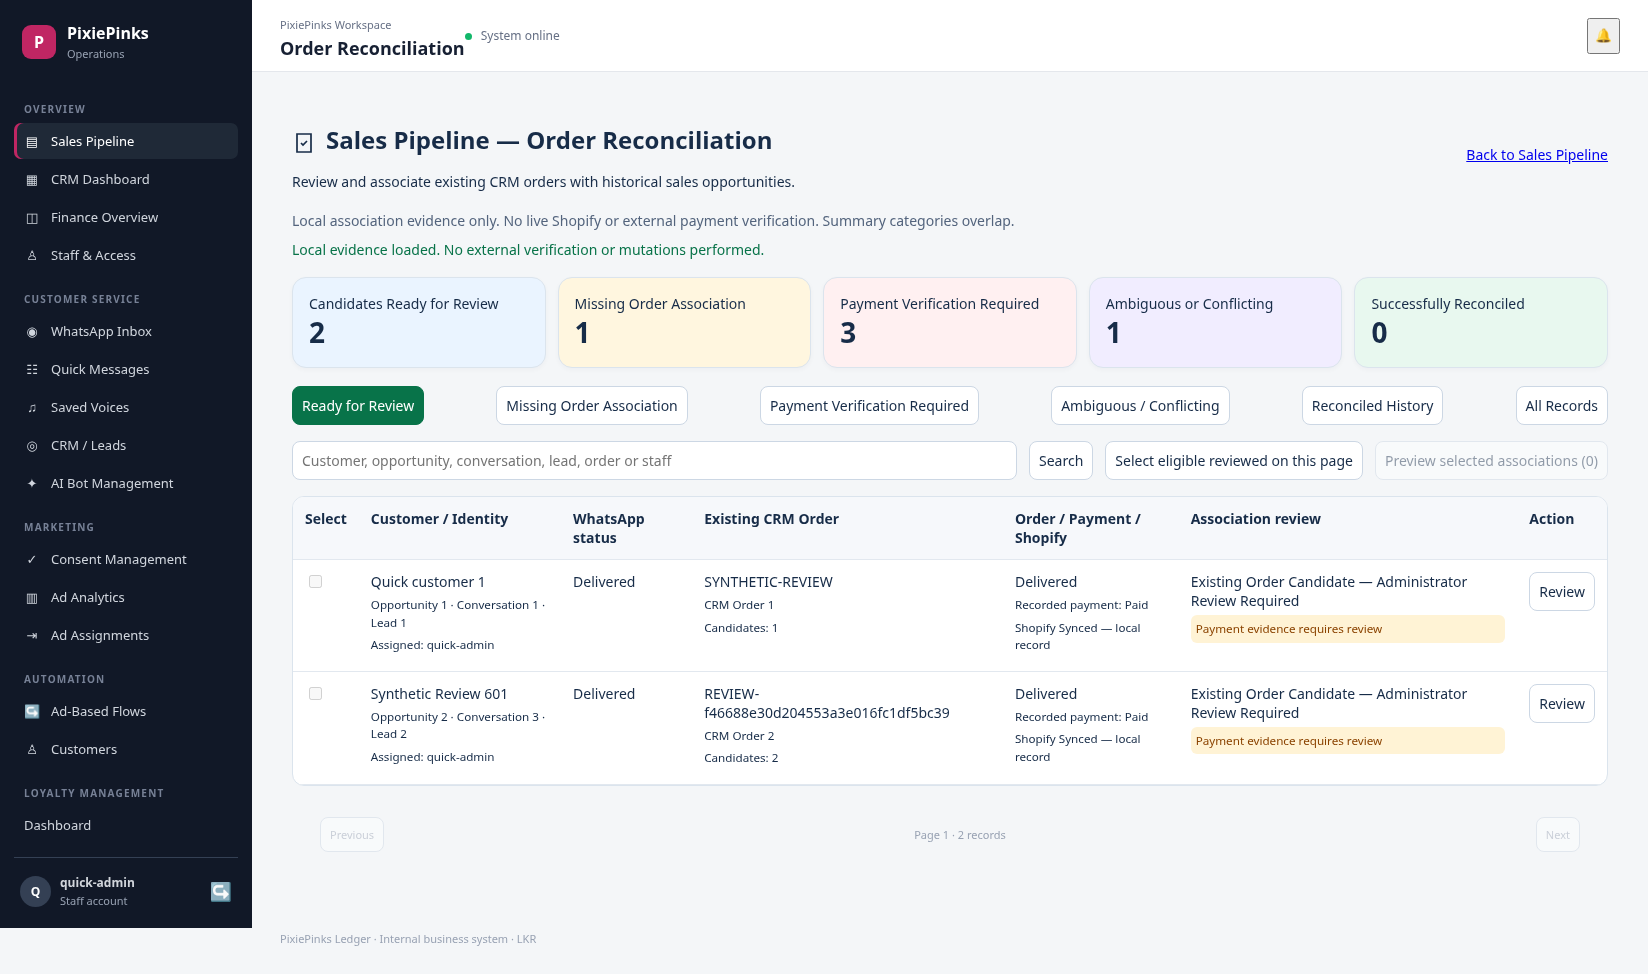 P
PixiePinks
Operations
OVERVIEW
Sales Pipeline
CRM Dashboard
Finance Overview
Staff & Access
CUSTOMER SERVICE
WhatsApp Inbox
Quick Messages
Saved Voices
CRM / Leads
AI Bot Management
MARKETING
Consent Management
Ad Analytics
Ad Assignments
AUTOMATION
Ad-Based Flows
Customers
LOYALTY MANAGEMENT
Dashboard
Q
quick-admin
Staff account
PixiePinks Workspace
Order Reconciliation
System online
Sales Pipeline — Order Reconciliation
Back to Sales Pipeline
Review and associate existing CRM orders with historical sales opportunities.
Local association evidence only. No live Shopify or external payment verification. Summary categories overlap.
Local evidence loaded. No external verification or mutations performed.
Candidates Ready for Review
2
Missing Order Association
1
Payment Verification Required
3
Ambiguous or Conflicting
1
Successfully Reconciled
0
Ready for Review
Missing Order Association
Payment Verification Required
Ambiguous / Conflicting
Reconciled History
All Records
Customer, opportunity, conversation, lead, order or staff
Search
Select eligible reviewed on this page
Preview selected associations (0)
Select
Customer / Identity
WhatsApp
status
Existing CRM Order
Order / Payment /
Shopify
Association review
Action
Quick customer 1
Opportunity 1 · Conversation 1 ·
Lead 1
Assigned: quick-admin
Delivered
SYNTHETIC-REVIEW
CRM Order 1
Candidates: 1
Delivered
Recorded payment: Paid
Shopify Synced — local
record
Existing Order Candidate — Administrator
Review Required
Payment evidence requires review
Review
Synthetic Review 601
Opportunity 2 · Conversation 3 ·
Lead 2
Assigned: quick-admin
Delivered
REVIEW-
f46688e30d204553a3e016fc1df5bc39
CRM Order 2
Candidates: 2
Delivered
Recorded payment: Paid
Shopify Synced — local
record
Existing Order Candidate — Administrator
Review Required
Payment evidence requires review
Review
Previous
Page 1 · 2 records
Next
PixiePinks Ledger · Internal business system · LKR